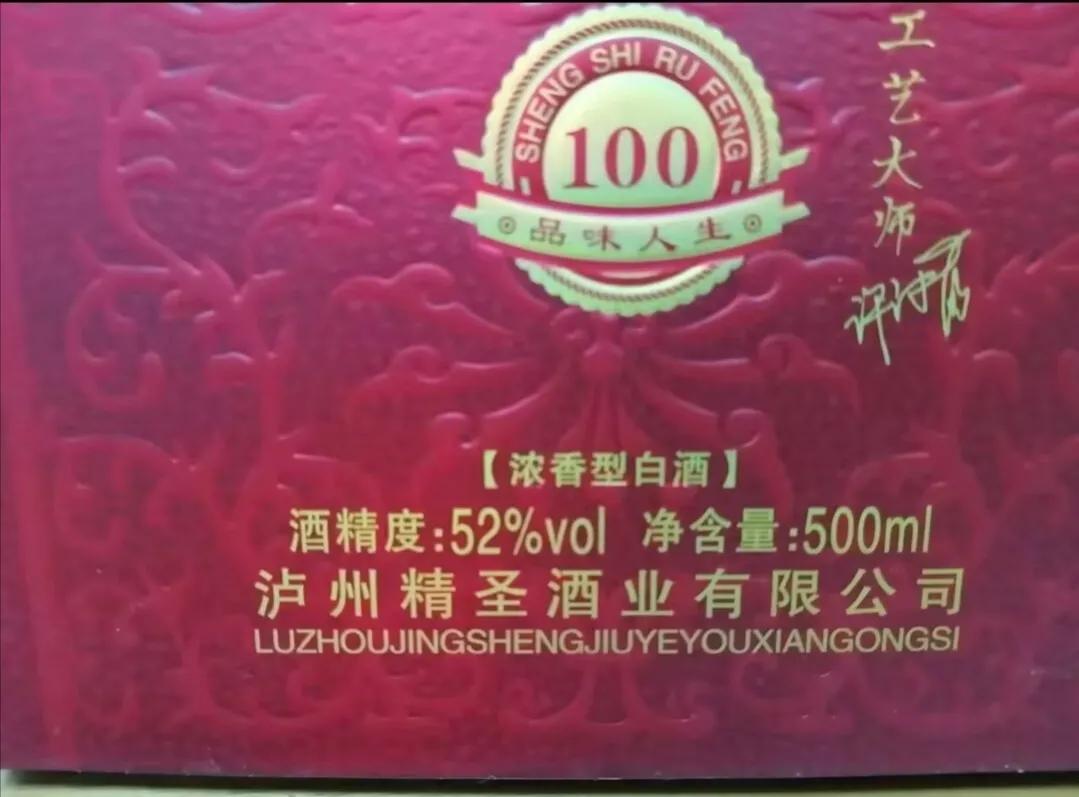 SHENG SHI RU FENG
100
品味人生
工艺大师
【浓香型白酒】
酒精度:52%vol 净含量:500ml
泸州精圣酒业有限公司
LUZHOUJINGSHENGJIUYEYOUXIANGONGSI